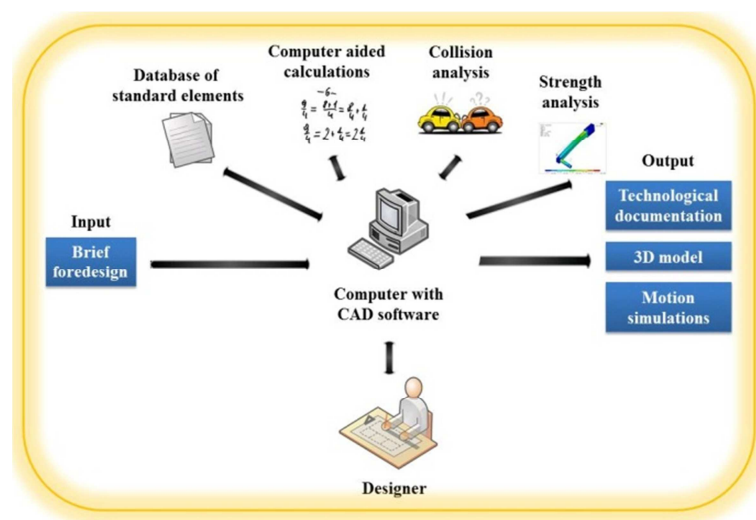 Computer aided
calculations
Collision
analysis
Database of
standard elements
Strength
analysis
-6-
???
Output
Technological
documentation
Input
Brief
foredesign
3D model
Computer with
CAD software
Motion
simulations
Designer